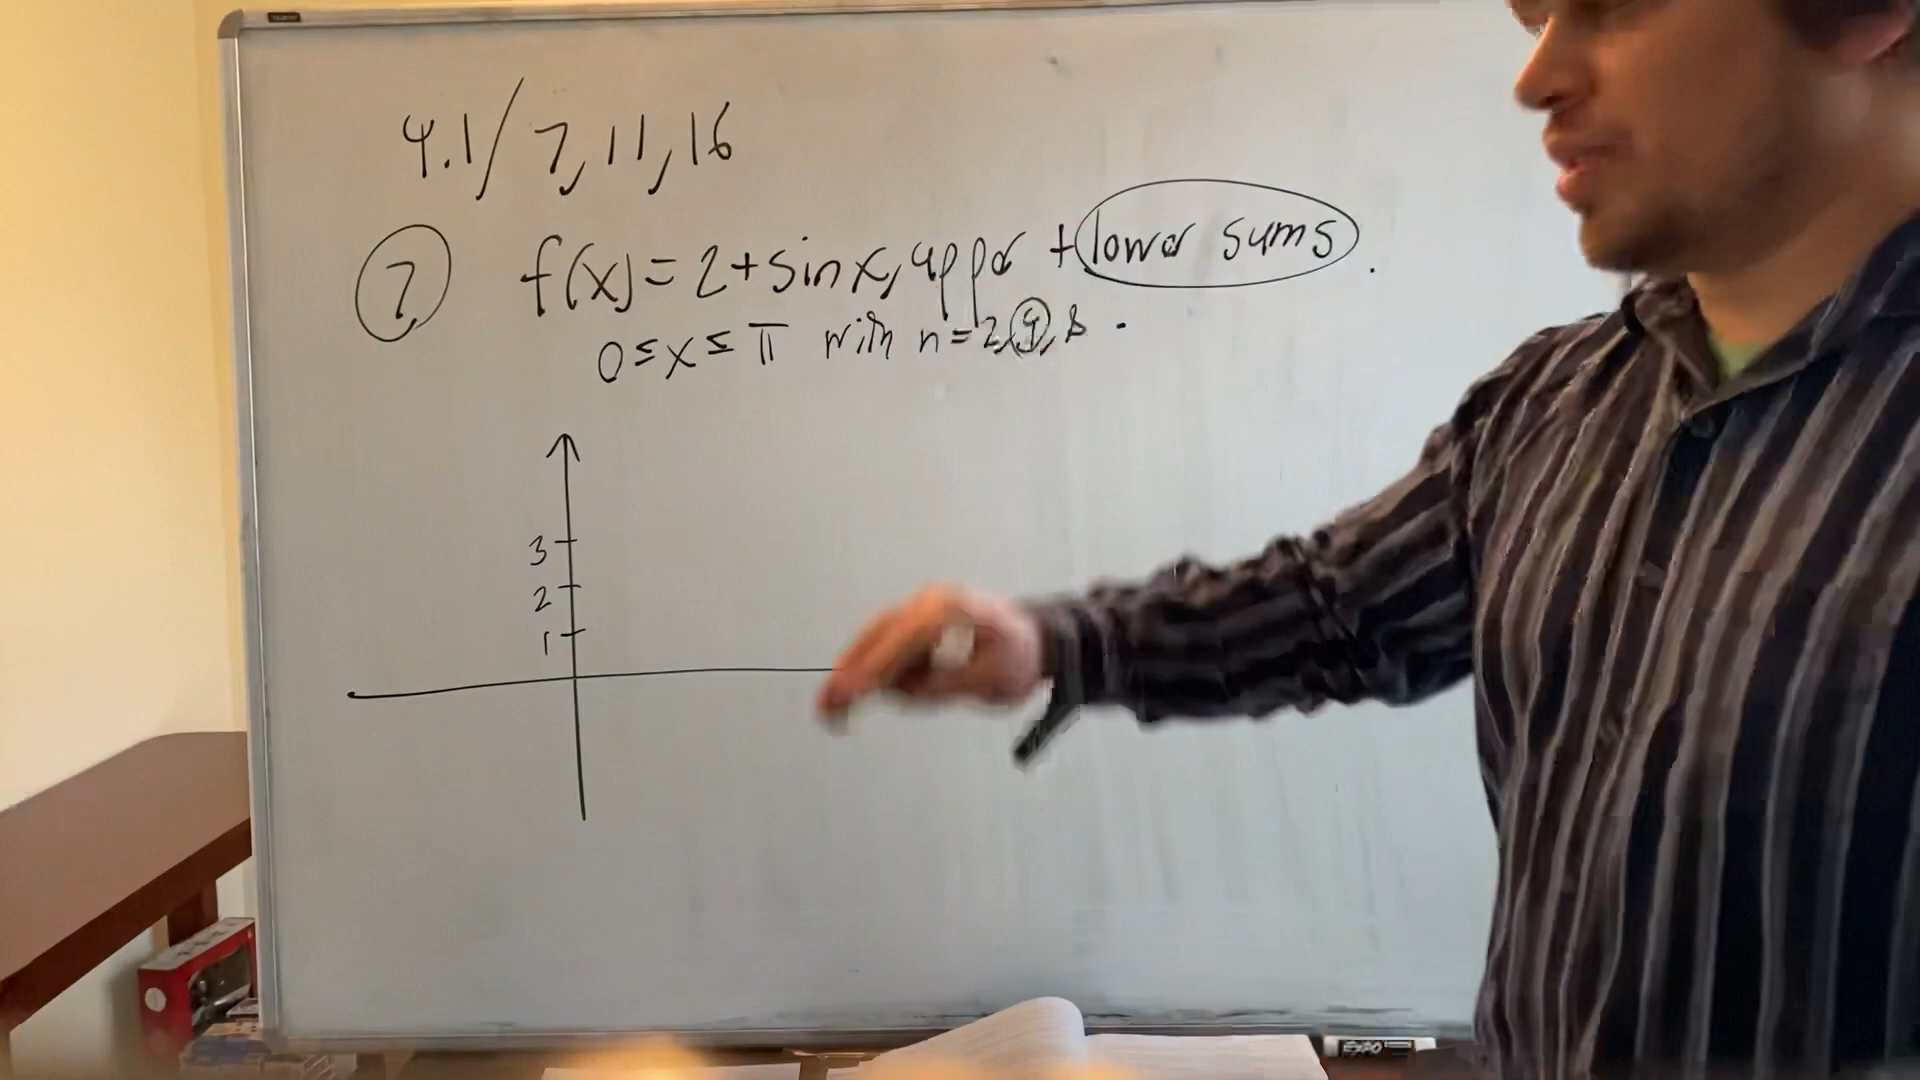 4.1/7,11,16
7 f(x)=2+sinx, upper + lower sums.
0≤x≤π with n=2,4,8.
3
2
1
EXPO